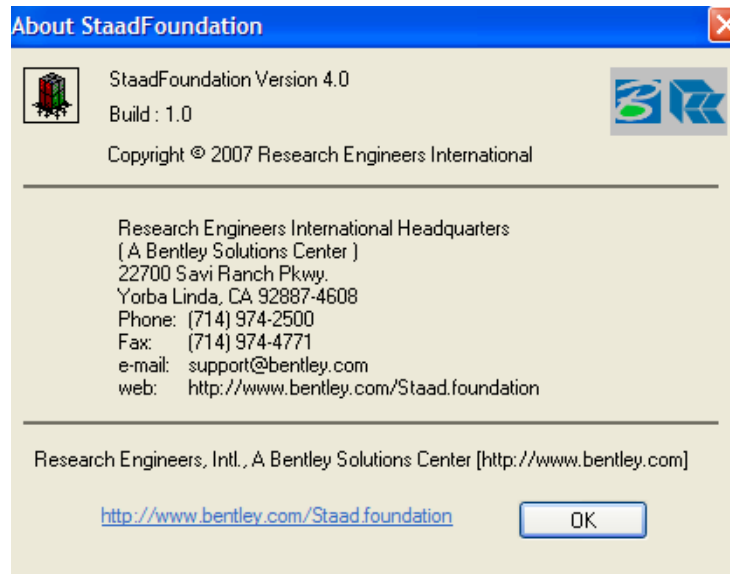 About StaadFoundation
StaadFoundation Version 4.0
Build : 1.0
Copyright © 2007 Research Engineers International
Research Engineers International Headquarters
( A Bentley Solutions Center )
22700 Savi Ranch Pkwy.
Yorba Linda, CA 92887-4608
Phone: (714) 974-2500
Fax: (714) 974-4771
e-mail: support@bentley.com
web: http://www.bentley.com/Staad.foundation
Research Engineers, Intl., A Bentley Solutions Center [http://www.bentley.com]
http://www.bentley.com/Staad.foundation
OK